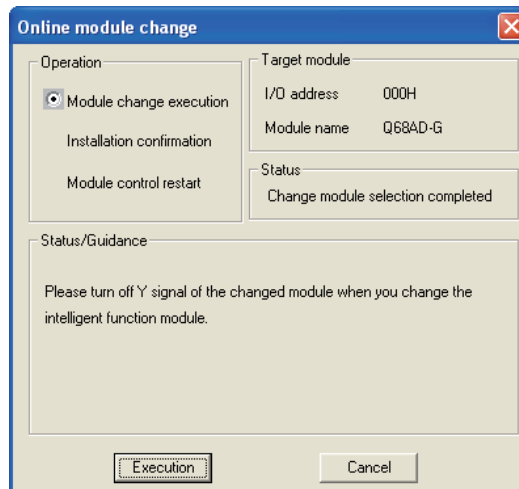 Online module change
Operation
Module change execution
Installation confirmation
Module control restart
Target module
I/O address 000H
Module name Q68AD-G
Status
Change module selection completed
Status/Guidance
Please turn off Y signal of the changed module when you change the
intelligent function module.
Execution Cancel